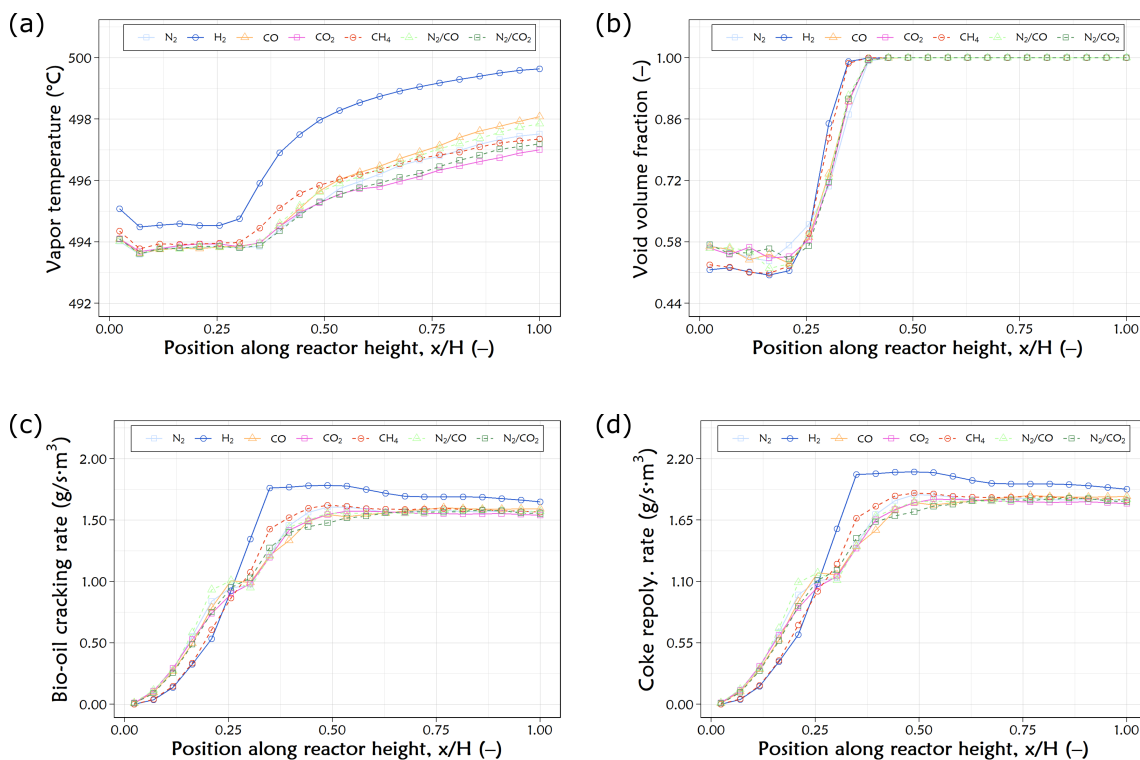 (a)
N₂ H₂ CO CO₂ CH₄ N₂/CO N₂/CO₂
Vapor temperature (°C)
500
498
496
494
492
0.00 0.25 0.50 0.75 1.00
Position along reactor height, x/H (–)
(b)
N₂ H₂ CO CO₂ CH₄ N₂/CO N₂/CO₂
Void volume fraction (–)
1.00
0.86
0.72
0.58
0.44
0.00 0.25 0.50 0.75 1.00
Position along reactor height, x/H (–)
(c)
N₂ H₂ CO CO₂ CH₄ N₂/CO N₂/CO₂
Bio-oil cracking rate (g/s·m³)
2.00
1.50
1.00
0.50
0.00
0.00 0.25 0.50 0.75 1.00
Position along reactor height, x/H (–)
(d)
N₂ H₂ CO CO₂ CH₄ N₂/CO N₂/CO₂
Coke repoly. rate (g/s·m³)
2.20
1.65
1.10
0.55
0.00
0.00 0.25 0.50 0.75 1.00
Position along reactor height, x/H (–)